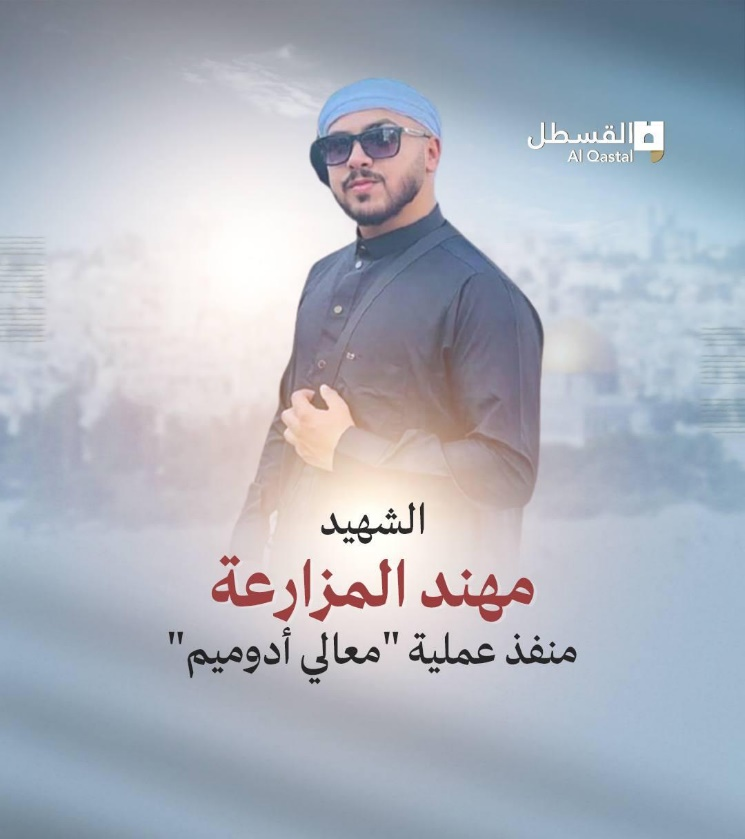 القسطل
Al Qastal
الشهيد
مهند المزارعة
منفذ عملية "معالي أدوميم"